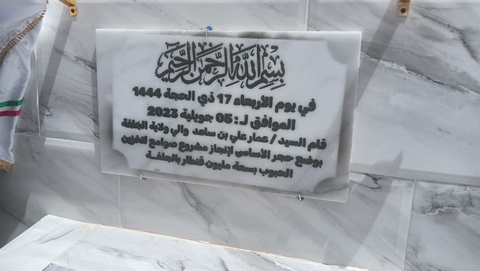 بسم الله الرحمن الرحيم
في يوم الأربعاء 17 ذي الحجة 1444
الموافق لـ : 05 جويلية 2023
قام السيد / عمار علي بن ساعد والي ولاية الجلفة
بوضع حجر الأساس لإنجاز مشروع صوامع لتخزين
الحبوب بسعة مليون قنطار بالجلفة